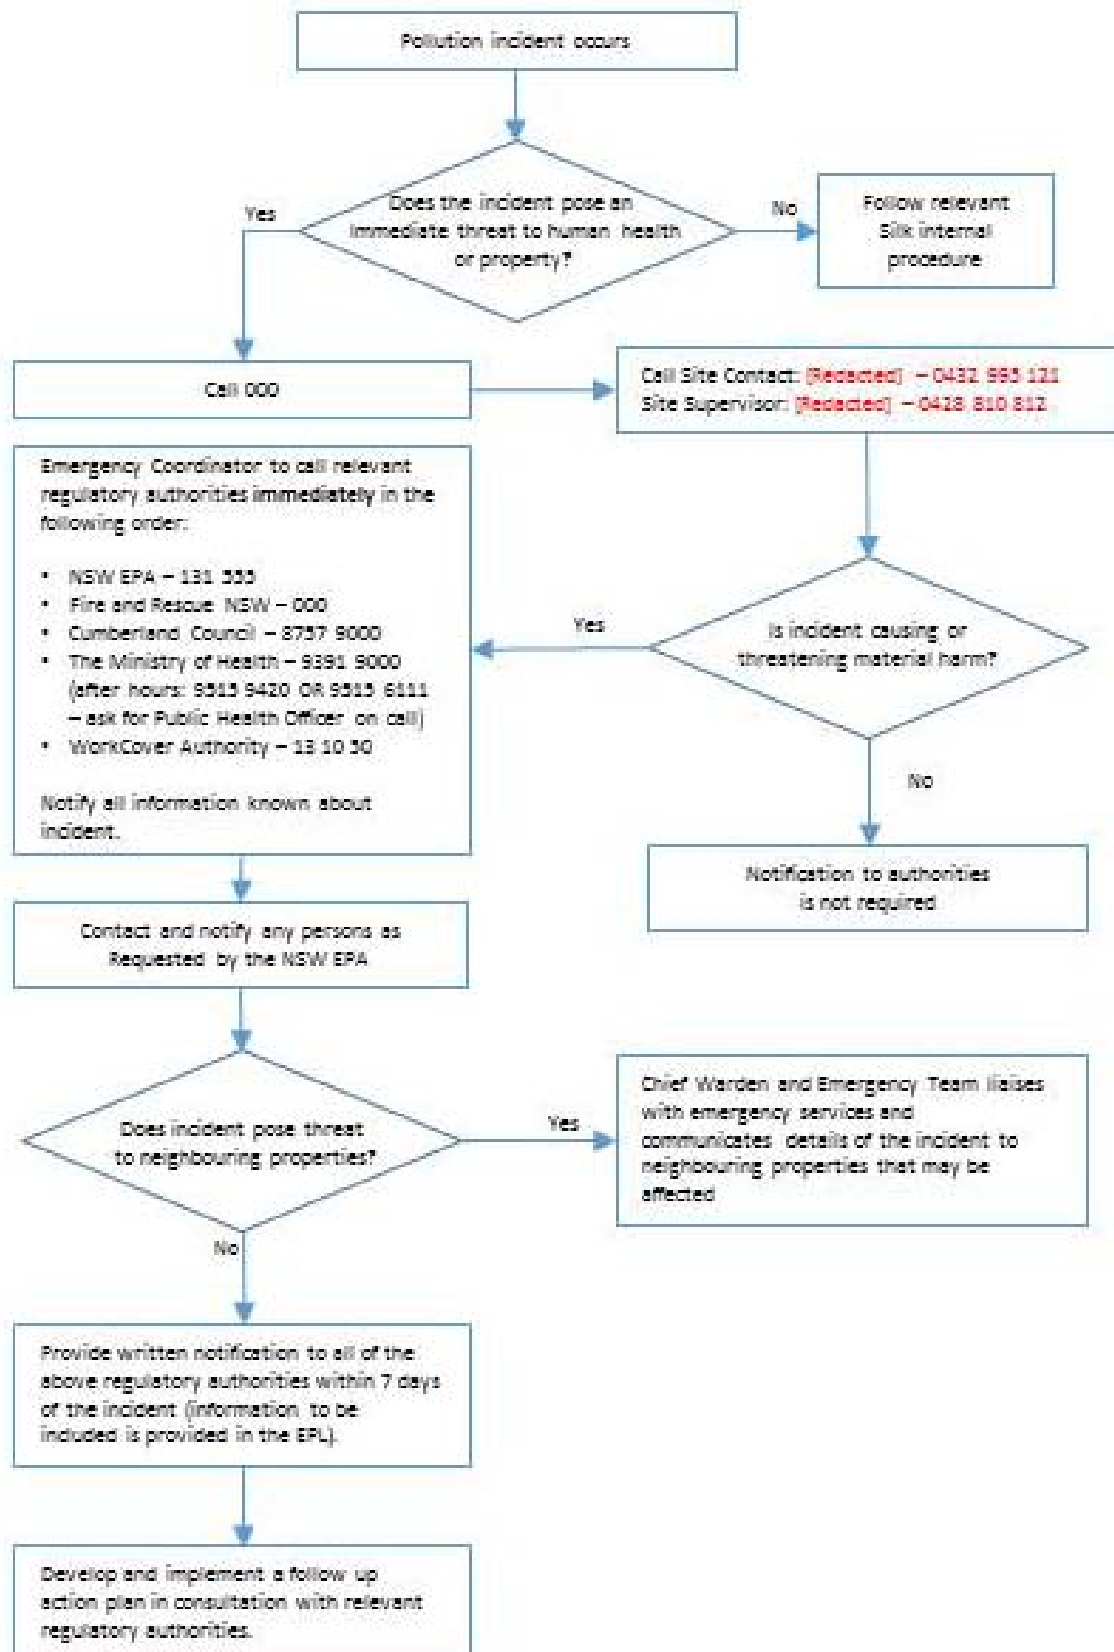 Pollution incident occurs
Does the incident pose an
immediate threat to human health
or property?
Yes
No
Follow relevant
Silk internal
procedure
Call 000
Call Site Contact: [Redacted] – 0432 995 121
Site Supervisor: [Redacted] – 0428 810 812
Emergency Coordinator to call relevant
regulatory authorities immediately in the
following order:
• NSW EPA – 131 555
• Fire and Rescue NSW – 000
• Cumberland Council – 8757 9000
• The Ministry of Health – 9391 9000
(after hours: 9515 9420 OR 9515 6111
– ask for Public Health Officer on call)
• WorkCover Authority – 13 10 50
Notify all information known about
incident.
Yes
Is incident causing or
threatening material harm?
No
Notification to authorities
is not required
Contact and notify any persons as
Requested by the NSW EPA
Does incident pose threat
to neighbouring properties?
Yes
Chief Warden and Emergency Team liaises
with emergency services and
communicates details of the incident to
neighbouring properties that may be
affected
No
Provide written notification to all of the
above regulatory authorities within 7 days
of the incident (information to be
included is provided in the EPL).
Develop and implement a follow up
action plan in consultation with relevant
regulatory authorities.